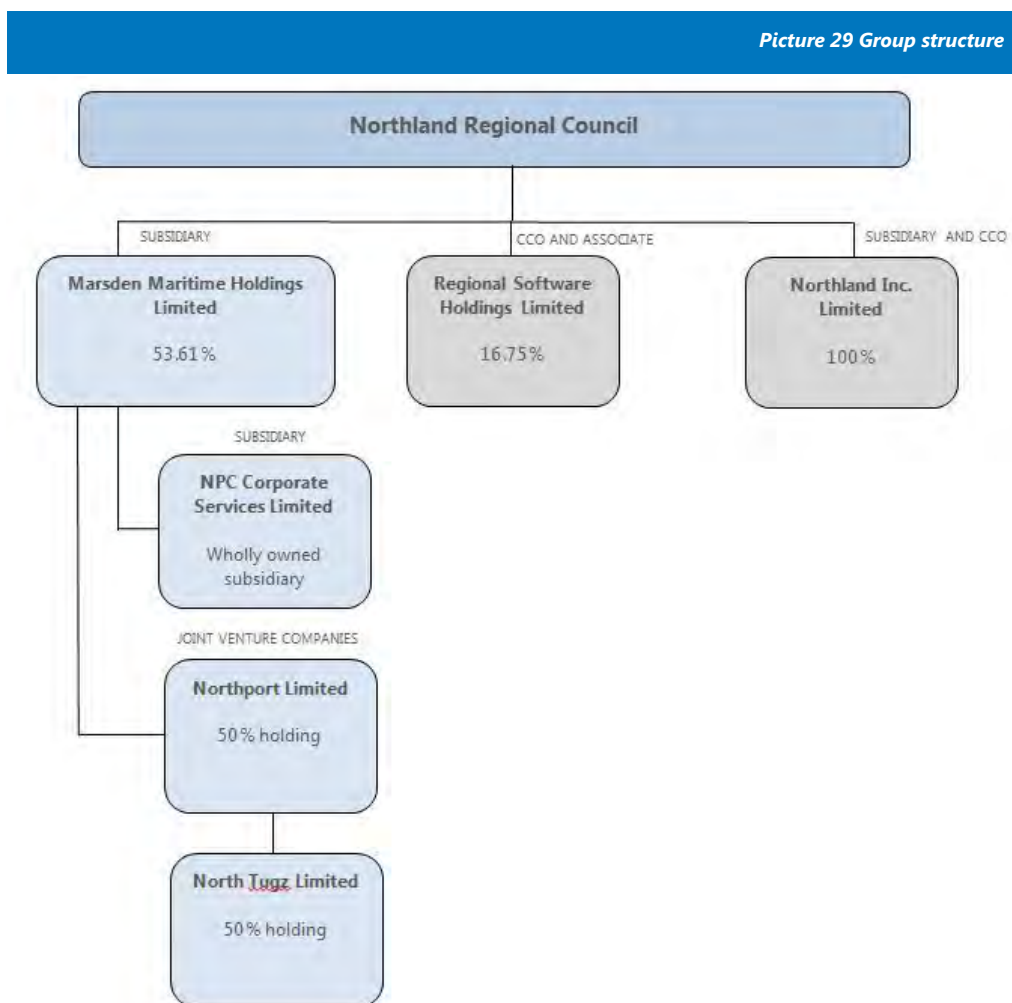 Picture 29 Group structure
Northland Regional Council
SUBSIDIARY
CCO AND ASSOCIATE
SUBSIDIARY AND CCO
Marsden Maritime Holdings
Limited
53.61%
Regional Software
Holdings Limited
16.75%
Northland Inc.
Limited
100%
SUBSIDIARY
NPC Corporate
Services Limited
Wholly owned
subsidiary
JOINT VENTURE COMPANIES
Northport Limited
50% holding
North Tugz Limited
50% holding